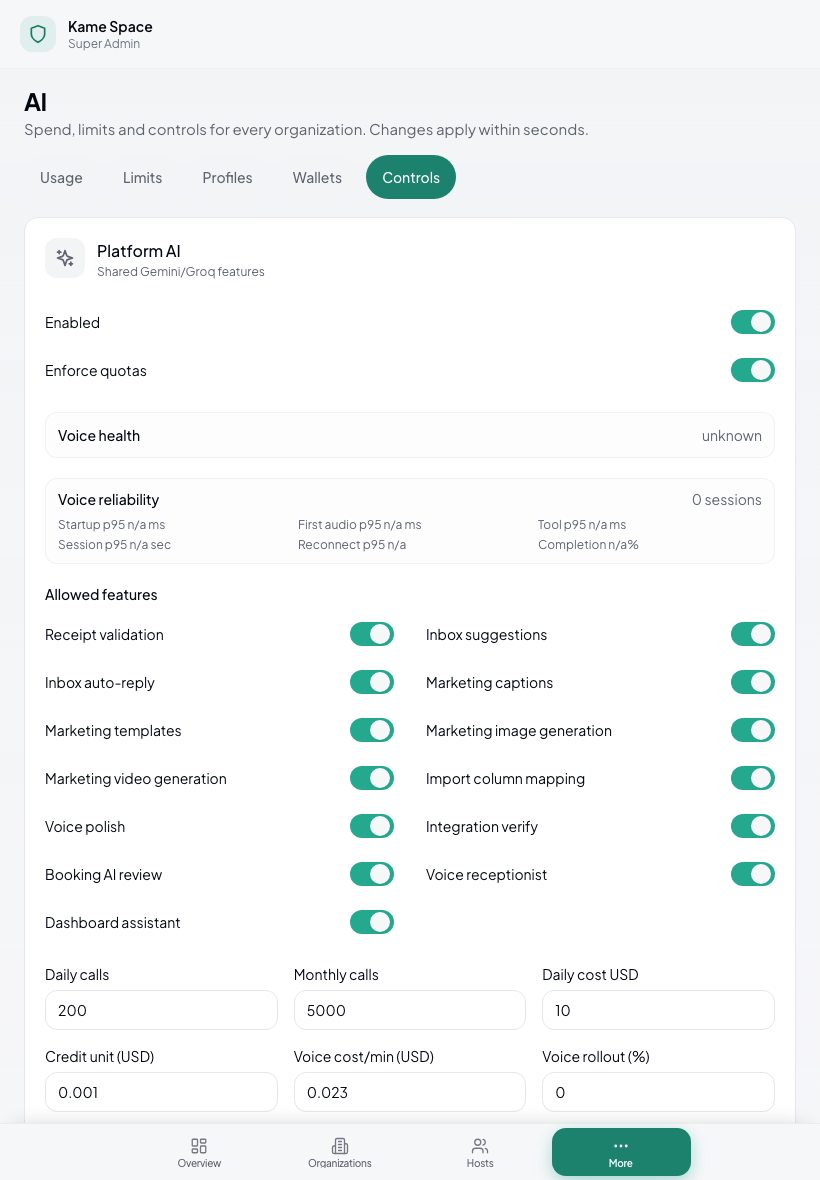 Kame Space
Super Admin
AI
Spend, limits and controls for every organization. Changes apply within seconds.
Usage Limits Profiles Wallets Controls
Platform AI
Shared Gemini/Groq features
Enabled
Enforce quotas
Voice health unknown
Voice reliability 0 sessions
Startup p95 n/a ms First audio p95 n/a ms Tool p95 n/a ms
Session p95 n/a sec Reconnect p95 n/a Completion n/a%
Allowed features
Receipt validation Inbox suggestions
Inbox auto-reply Marketing captions
Marketing templates Marketing image generation
Marketing video generation Import column mapping
Voice polish Integration verify
Booking AI review Voice receptionist
Dashboard assistant
Daily calls Monthly calls Daily cost USD
200 5000 10
Credit unit (USD) Voice cost/min (USD) Voice rollout (%)
0.001 0.023 0
Overview Organizations Hosts More